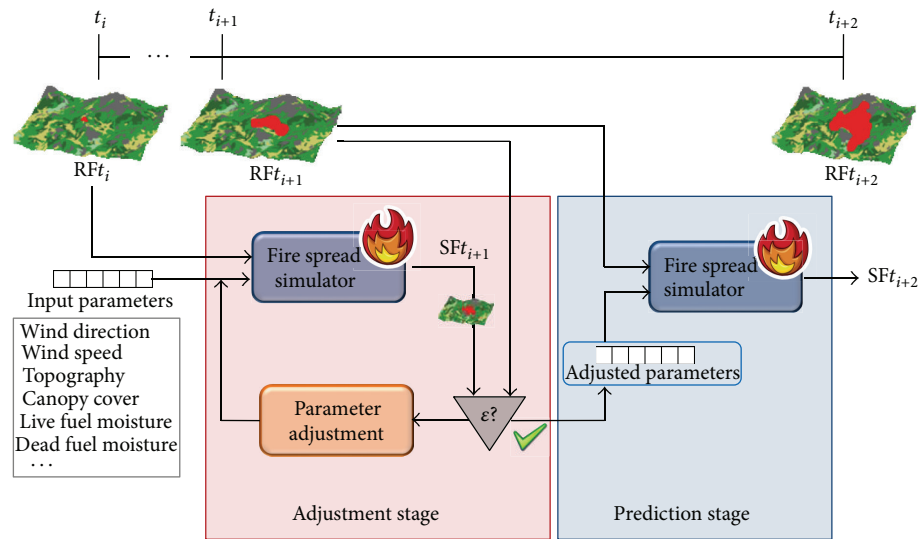 t_i
...
t_{i+1}
t_{i+2}
RFt_i
RFt_{i+1}
RFt_{i+2}
Fire spread
simulator
SFt_{i+1}
Fire spread
simulator
SFt_{i+2}
Input parameters
Wind direction
Wind speed
Topography
Canopy cover
Live fuel moisture
Dead fuel moisture
...
Parameter
adjustment
ε?
Adjusted parameters
Adjustment stage
Prediction stage